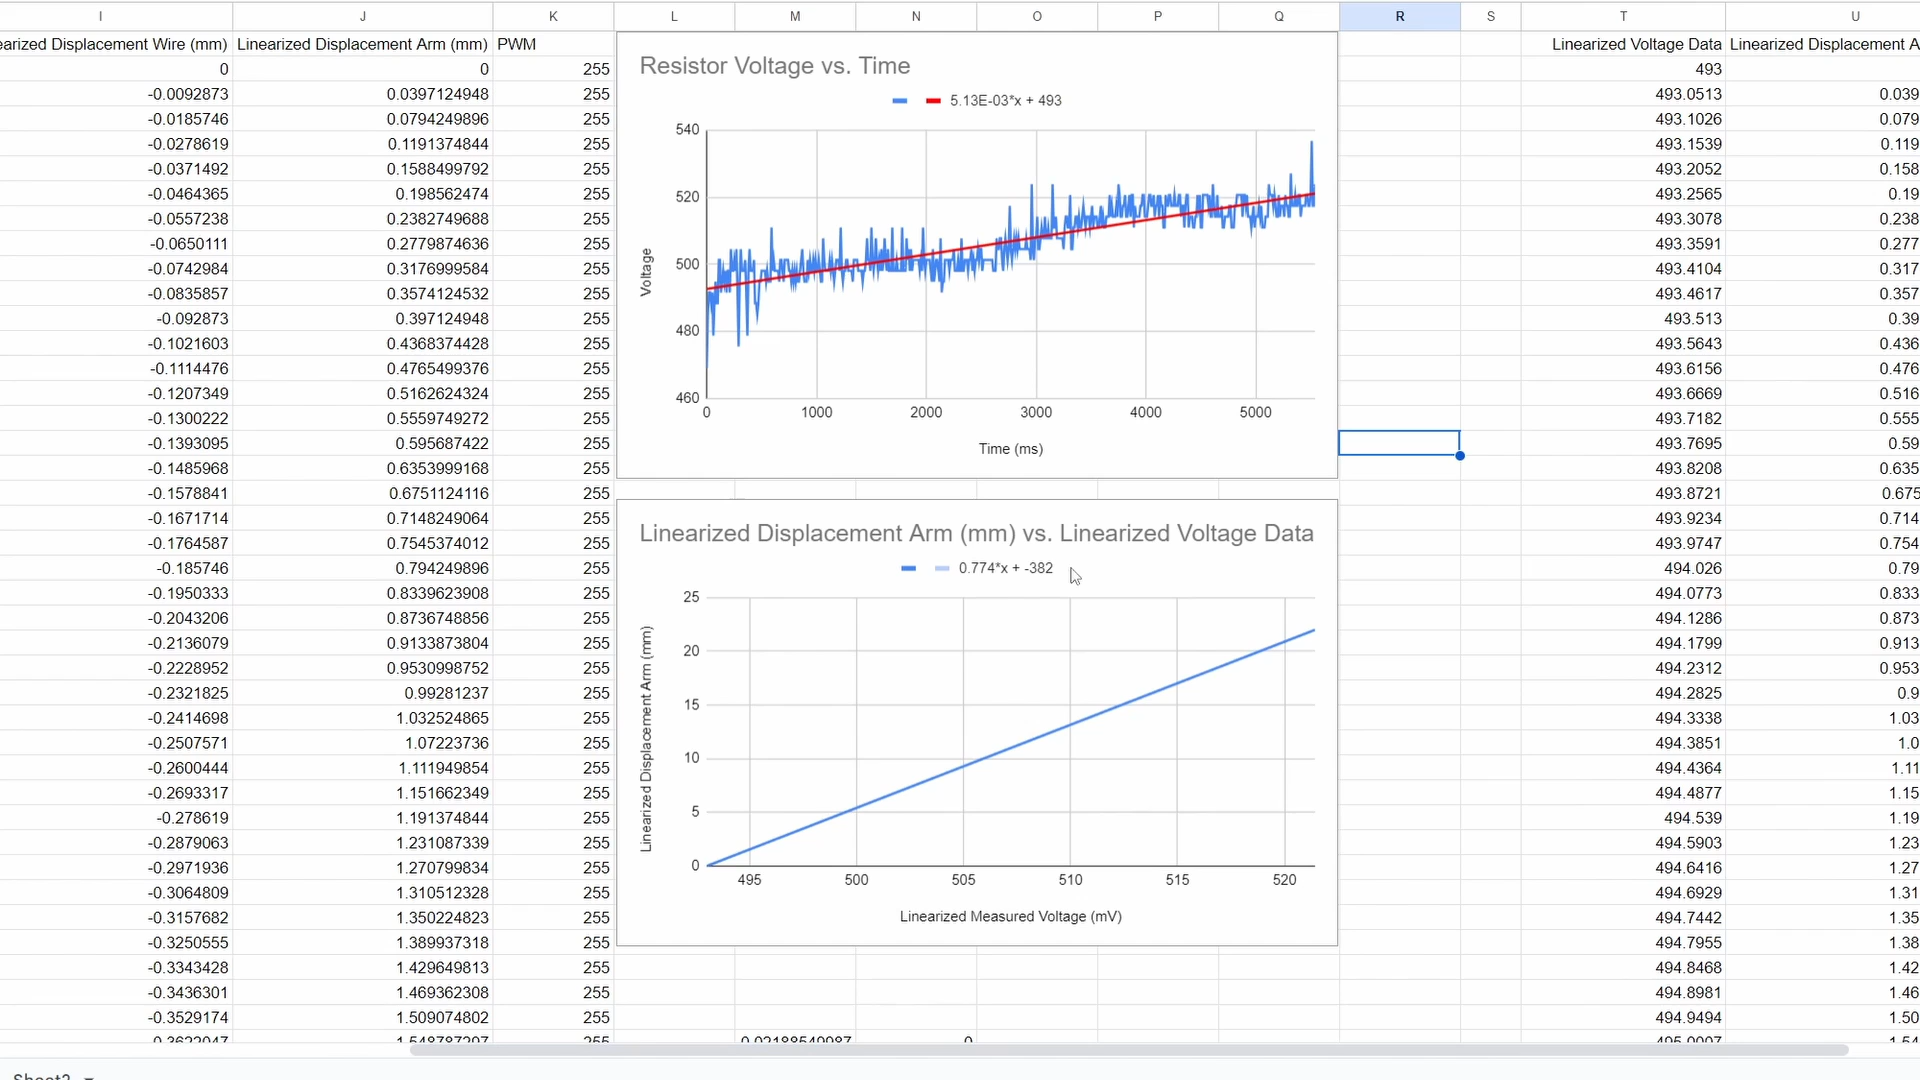 I J K L M N O P Q R S T U
earized Displacement Wire (mm) Linearized Displacement Arm (mm) PWM Linearized Voltage Data Linearized Displacement A
0 0 255 493
-0.0092873 0.0397124948 255 493.0513 0.039
-0.0185746 0.0794249896 255 493.1026 0.079
-0.0278619 0.1191374844 255 493.1539 0.119
-0.0371492 0.1588499792 255 493.2052 0.158
-0.0464365 0.198562474 255 493.2565 0.19
-0.0557238 0.2382749688 255 493.3078 0.238
-0.0650111 0.2779874636 255 493.3591 0.277
-0.0742984 0.3176999584 255 493.4104 0.317
-0.0835857 0.3574124532 255 493.4617 0.357
-0.092873 0.397124948 255 493.513 0.39
-0.1021603 0.4368374428 255 493.5643 0.436
-0.1114476 0.4765499376 255 493.6156 0.476
-0.1207349 0.5162624324 255 493.6669 0.516
-0.1300222 0.5559749272 255 493.7182 0.555
-0.1393095 0.595687422 255 493.7695 0.59
-0.1485968 0.6353999168 255 493.8208 0.635
-0.1578841 0.6751124116 255 493.8721 0.675
-0.1671714 0.7148249064 255 493.9234 0.714
-0.1764587 0.7545374012 255 493.9747 0.754
-0.185746 0.794249896 255 494.026 0.79
-0.1950333 0.8339623908 255 494.0773 0.833
-0.2043206 0.8736748856 255 494.1286 0.873
-0.2136079 0.9133873804 255 494.1799 0.913
-0.2228952 0.9530998752 255 494.2312 0.953
-0.2321825 0.99281237 255 494.2825 0.9
-0.2414698 1.032524865 255 494.3338 1.03
-0.2507571 1.07223736 255 494.3851 1.0
-0.2600444 1.111949854 255 494.4364 1.11
-0.2693317 1.151662349 255 494.4877 1.15
-0.278619 1.191374844 255 494.539 1.19
-0.2879063 1.231087339 255 494.5903 1.23
-0.2971936 1.270799834 255 494.6416 1.27
-0.3064809 1.310512328 255 494.6929 1.31
-0.3157682 1.350224823 255 494.7442 1.35
-0.3250555 1.389937318 255 494.7955 1.38
-0.3343428 1.429649813 255 494.8468 1.42
-0.3436301 1.469362308 255 494.8981 1.46
-0.3529174 1.509074802 255 494.9494 1.50
Resistor Voltage vs. Time
5.13E-03*x + 493
540
520
500
480
460
Voltage
0 1000 2000 3000 4000 5000
Time (ms)
Linearized Displacement Arm (mm) vs. Linearized Voltage Data
0.774*x + -382
25
20
15
10
5
0
Linearized Displacement Arm (mm)
495 500 505 510 515 520
Linearized Measured Voltage (mV)